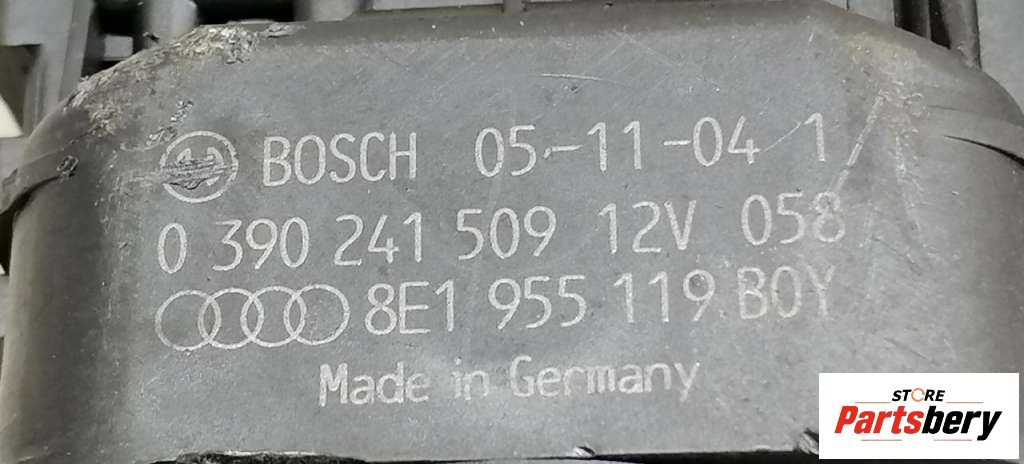 BOSCH 05-11-04 1
0 390 241 509 12V 058
8E1 955 119 BOY
Made in Germany
STORE
Partsbery